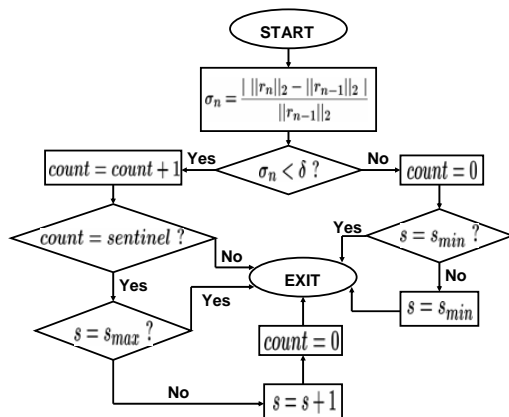 START
σ_n = | ||r_n||_2 − ||r_{n−1}||_2 | / ||r_{n−1}||_2
Yes
σ_n < δ ?
No
count = count + 1
count = 0
count = sentinel ?
Yes
s = s_min ?
No
EXIT
No
Yes
Yes
s = s_max ?
s = s_min
count = 0
No
s = s + 1